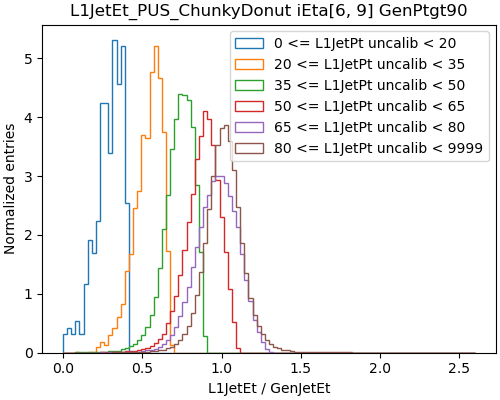 L1JetEt_PUS_ChunkyDonut iEta[6, 9] GenPtgt90
0 <= L1JetPt uncalib < 20
20 <= L1JetPt uncalib < 35
35 <= L1JetPt uncalib < 50
50 <= L1JetPt uncalib < 65
65 <= L1JetPt uncalib < 80
80 <= L1JetPt uncalib < 9999
Normalized entries
5
4
3
2
1
0
0.0 0.5 1.0 1.5 2.0 2.5
L1JetEt / GenJetEt